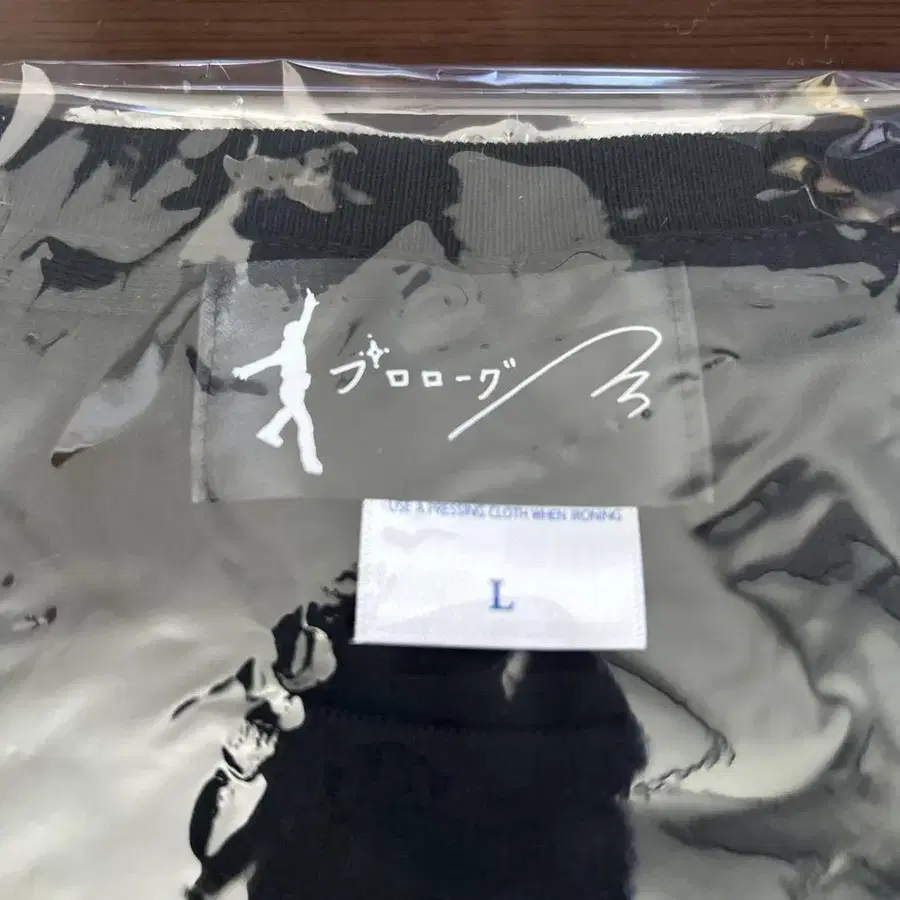 プロローグ
USE A PRESSING CLOTH WHEN IRONING
L